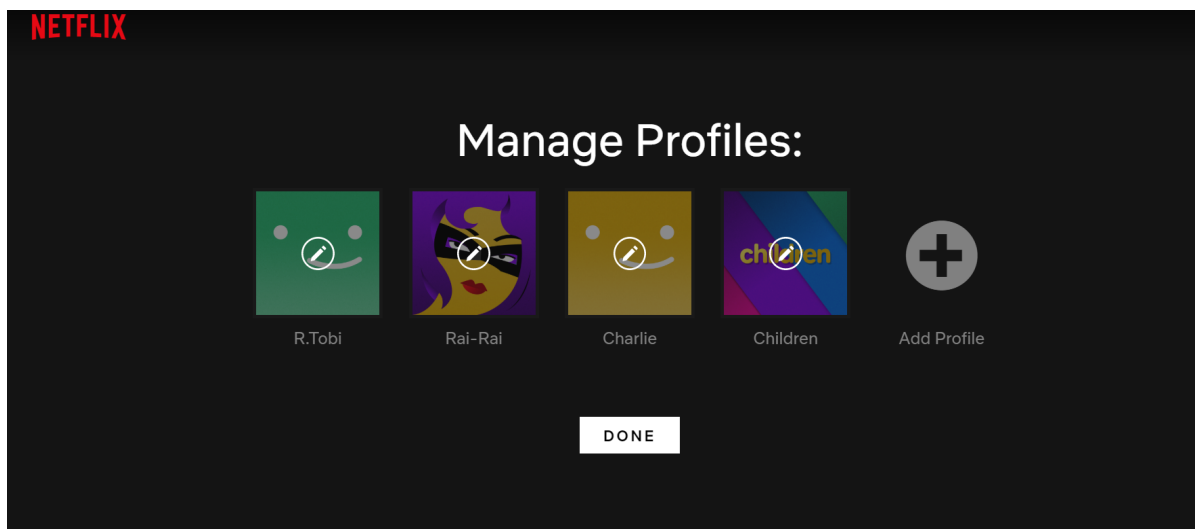 NETFLIX
Manage Profiles:
children
R.Tobi
Rai-Rai
Charlie
Children
Add Profile
DONE